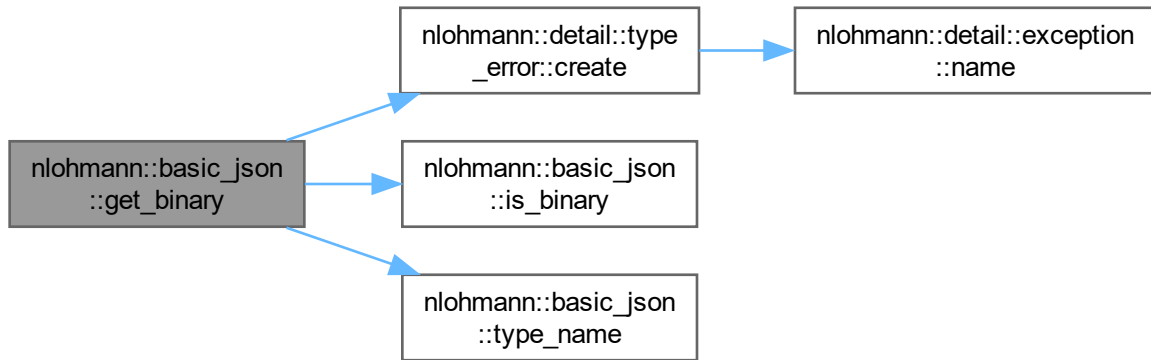 nlohmann::detail::type
_error::create
nlohmann::detail::exception
::name
nlohmann::basic_json
::get_binary
nlohmann::basic_json
::is_binary
nlohmann::basic_json
::type_name